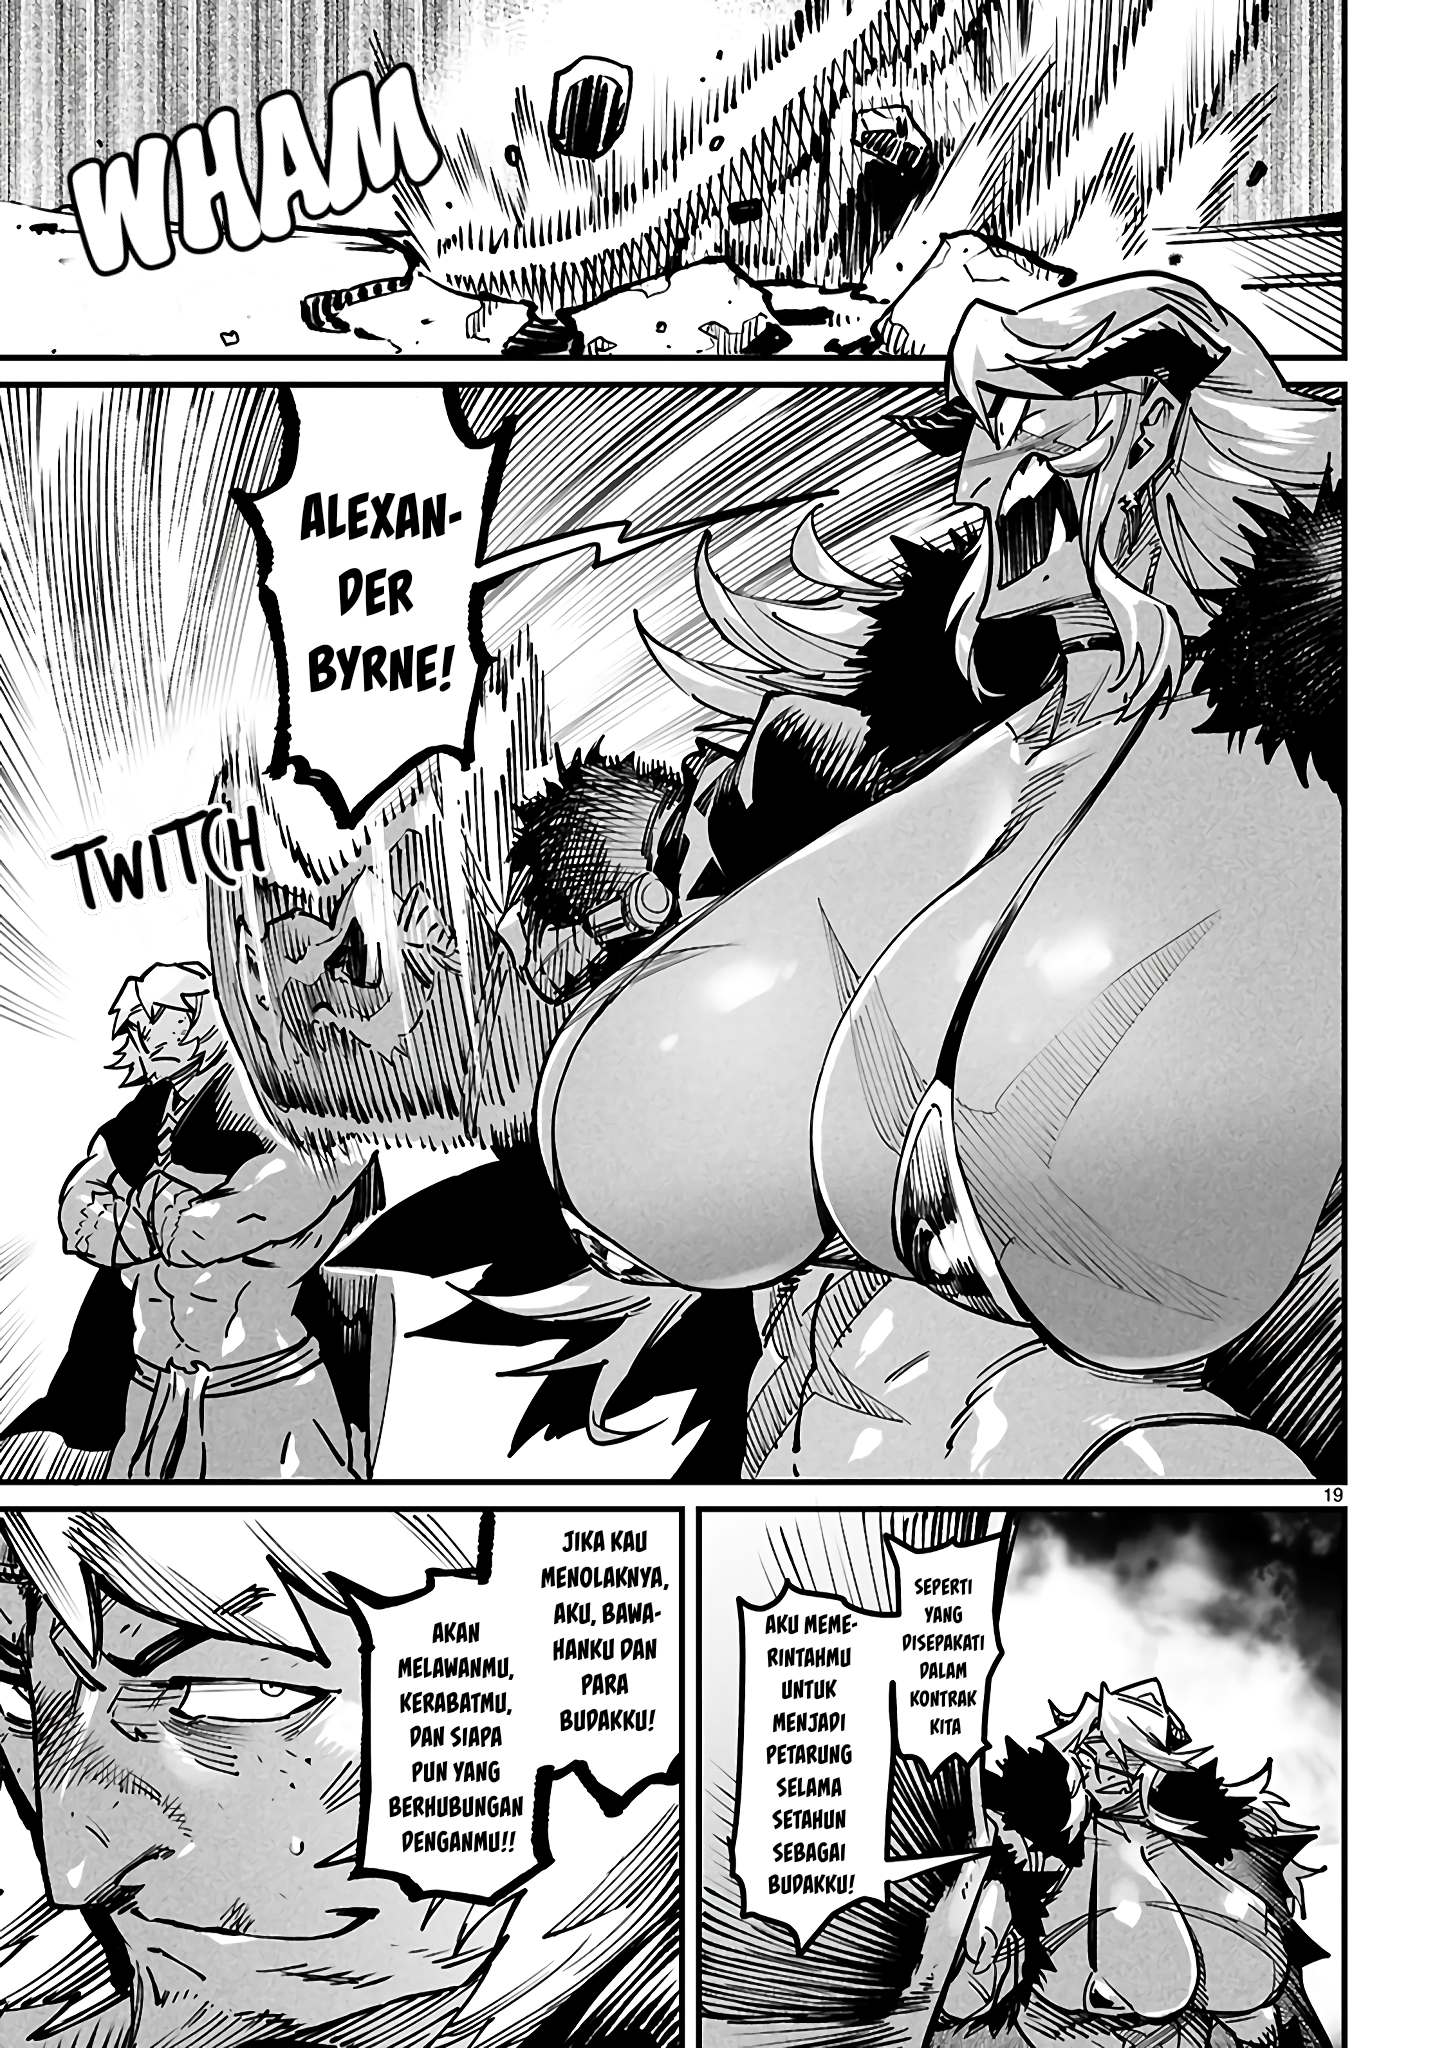 WHAM
ALEXAN-
DER
BYRNE!
TWITCH
19
SEPERTI
YANG
DISEPAKATI
DALAM
KONTRAK
KITA
AKU MEME-
RINTAHMU
UNTUK
MENJADI
PETARUNG
SELAMA
SETAHUN
SEBAGAI
BUDAKKU!
JIKA KAU
MENOLAKNYA,
AKU, BAWA-
HANKU DAN
PARA
BUDAKKU!
AKAN
MELAWANMU,
KERABATMU,
DAN SIAPA
PUN YANG
BERHUBUNGAN
DENGANMU!!